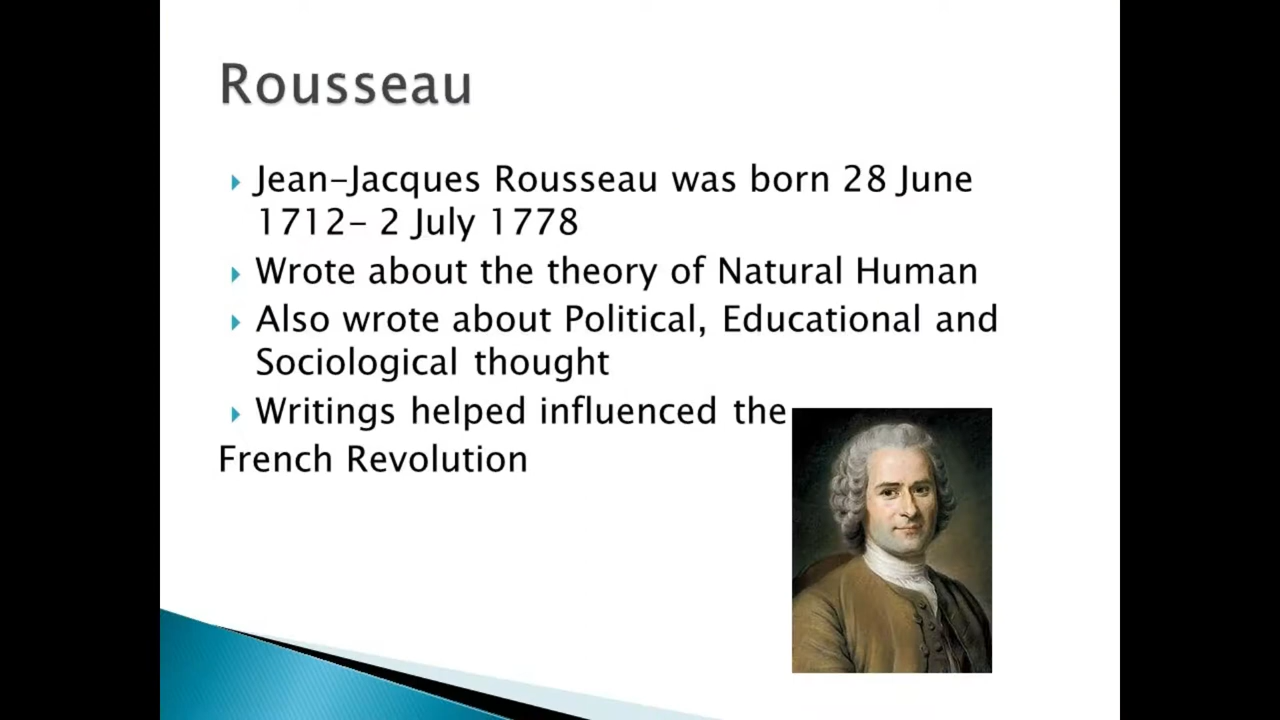 Rousseau
Jean-Jacques Rousseau was born 28 June
1712- 2 July 1778
Wrote about the theory of Natural Human
Also wrote about Political, Educational and
Sociological thought
Writings helped influenced the
French Revolution